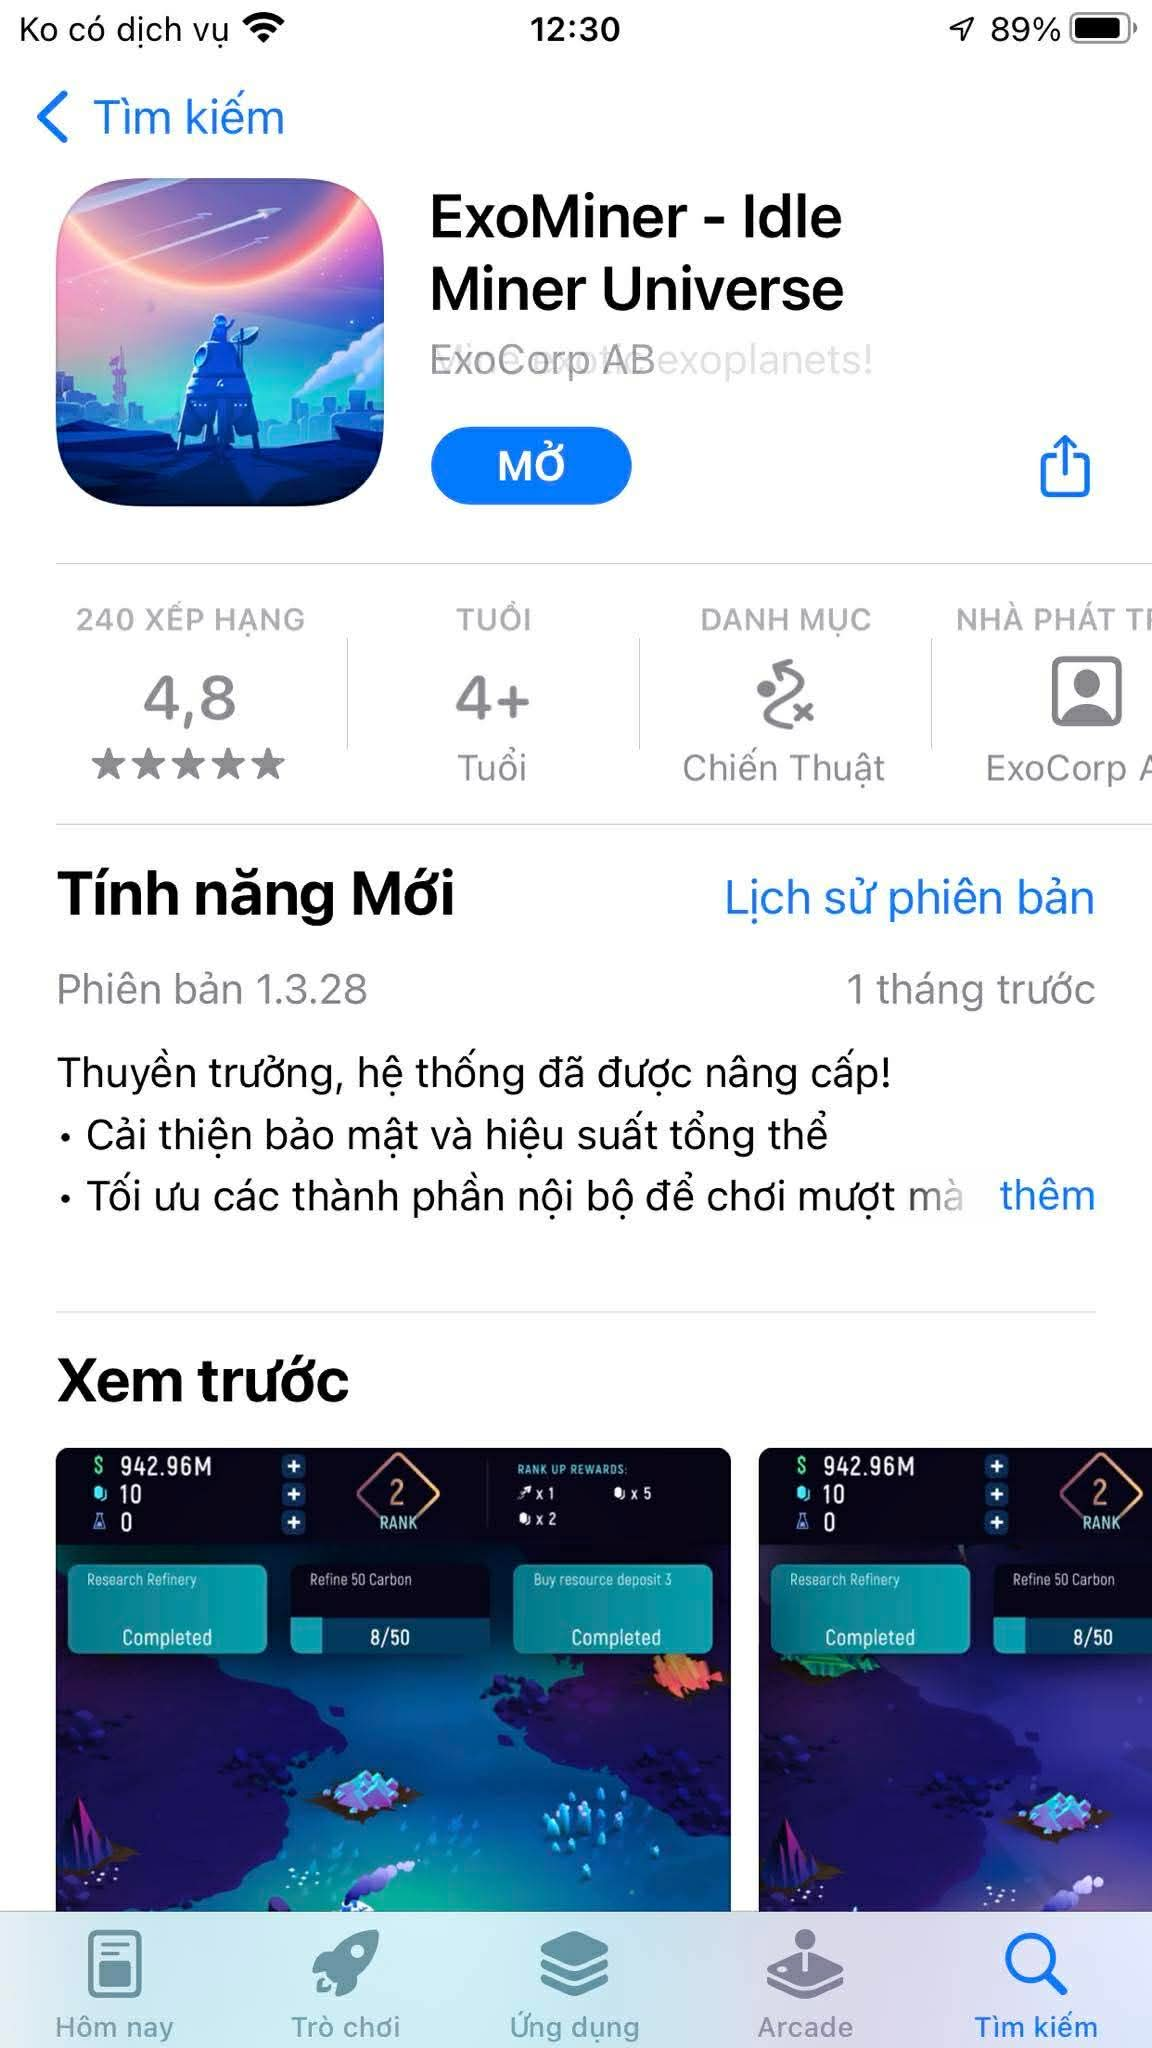 Ko có dịch vụ 12:30 89%
Tìm kiếm
ExoMiner - Idle
Miner Universe
ExoCorp AB
Mine exotic exoplanets!
MỞ
240 XẾP HẠNG TUỔI DANH MỤC NHÀ PHÁT TR
4,8 4+
Tuổi Chiến Thuật ExoCorp A
Tính năng Mới Lịch sử phiên bản
Phiên bản 1.3.28 1 tháng trước
Thuyền trưởng, hệ thống đã được nâng cấp!
• Cải thiện bảo mật và hiệu suất tổng thể
• Tối ưu các thành phần nội bộ để chơi mượt mà thêm
Xem trước
$ 942.96M + 2 RANK UP REWARDS: $ 942.96M + 2
10 + x 1 x 5 10 +
0 + RANK x 2 0 + RANK
Research Refinery Refine 50 Carbon Buy resource deposit 3 Research Refinery Refine 50 Carbon
Completed 8/50 Completed Completed 8/50
Hôm nay Trò chơi Ứng dụng Arcade Tìm kiếm